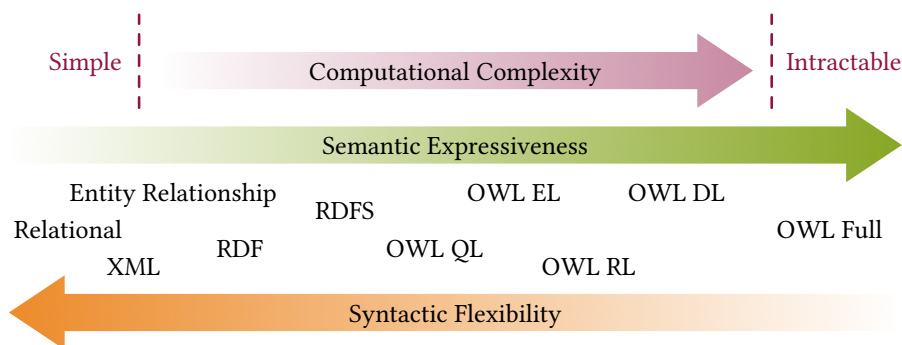 Simple
Computational Complexity
Intractable
Semantic Expressiveness
Entity Relationship
OWL EL
OWL DL
RDFS
Relational
OWL Full
RDF
OWL QL
XML
OWL RL
Syntactic Flexibility